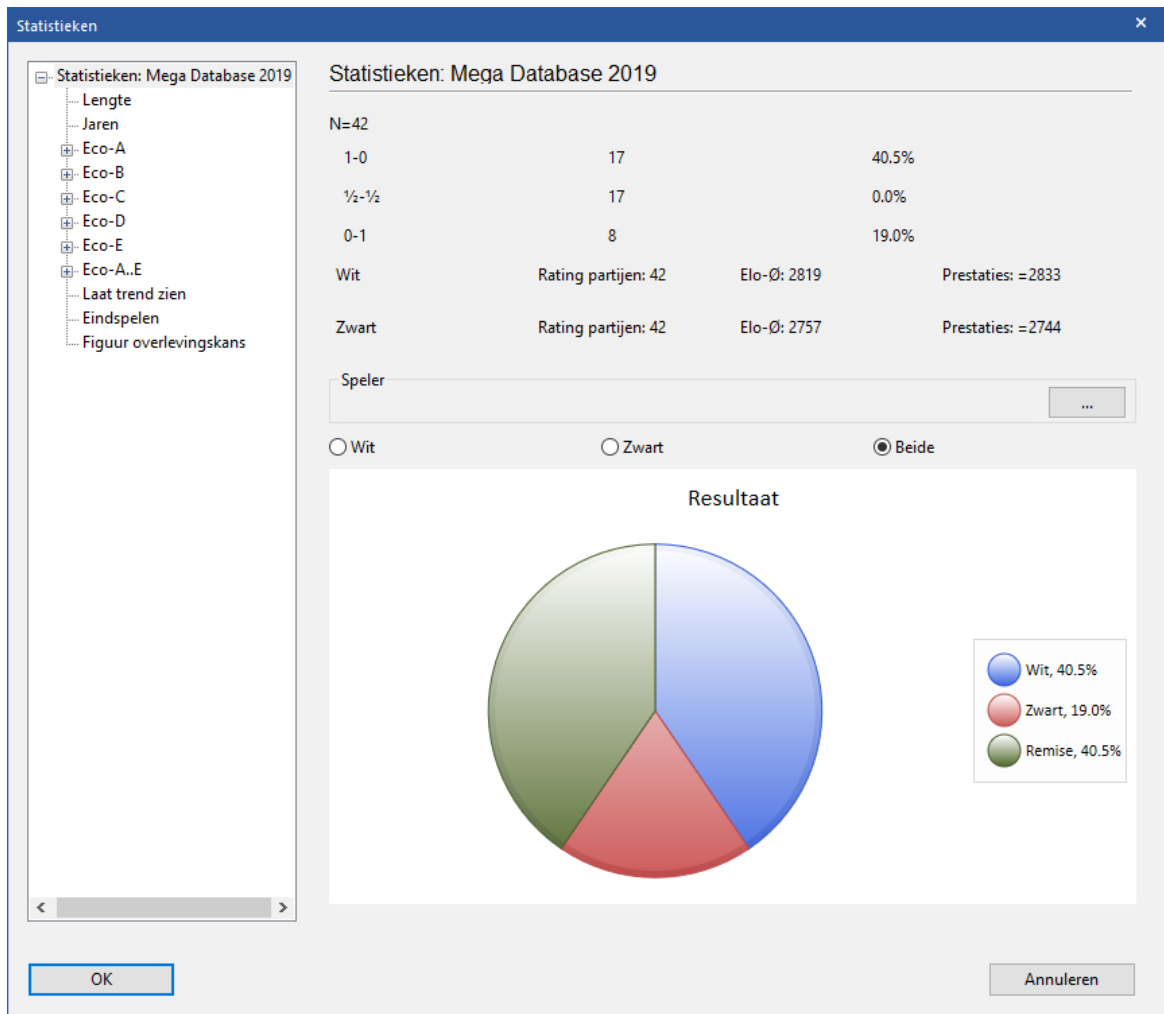 Statistieken
Statistieken: Mega Database 2019
Lengte
Jaren
Eco-A
Eco-B
Eco-C
Eco-D
Eco-E
Eco-A..E
Laat trend zien
Eindspelen
Figuur overlevingskans
Statistieken: Mega Database 2019
N=42
1-0 17 40.5%
½-½ 17 0.0%
0-1 8 19.0%
Wit Rating partijen: 42 Elo-Ø: 2819 Prestaties: =2833
Zwart Rating partijen: 42 Elo-Ø: 2757 Prestaties: =2744
Speler
...
Wit Zwart Beide
Resultaat
Wit, 40.5%
Zwart, 19.0%
Remise, 40.5%
OK Annuleren